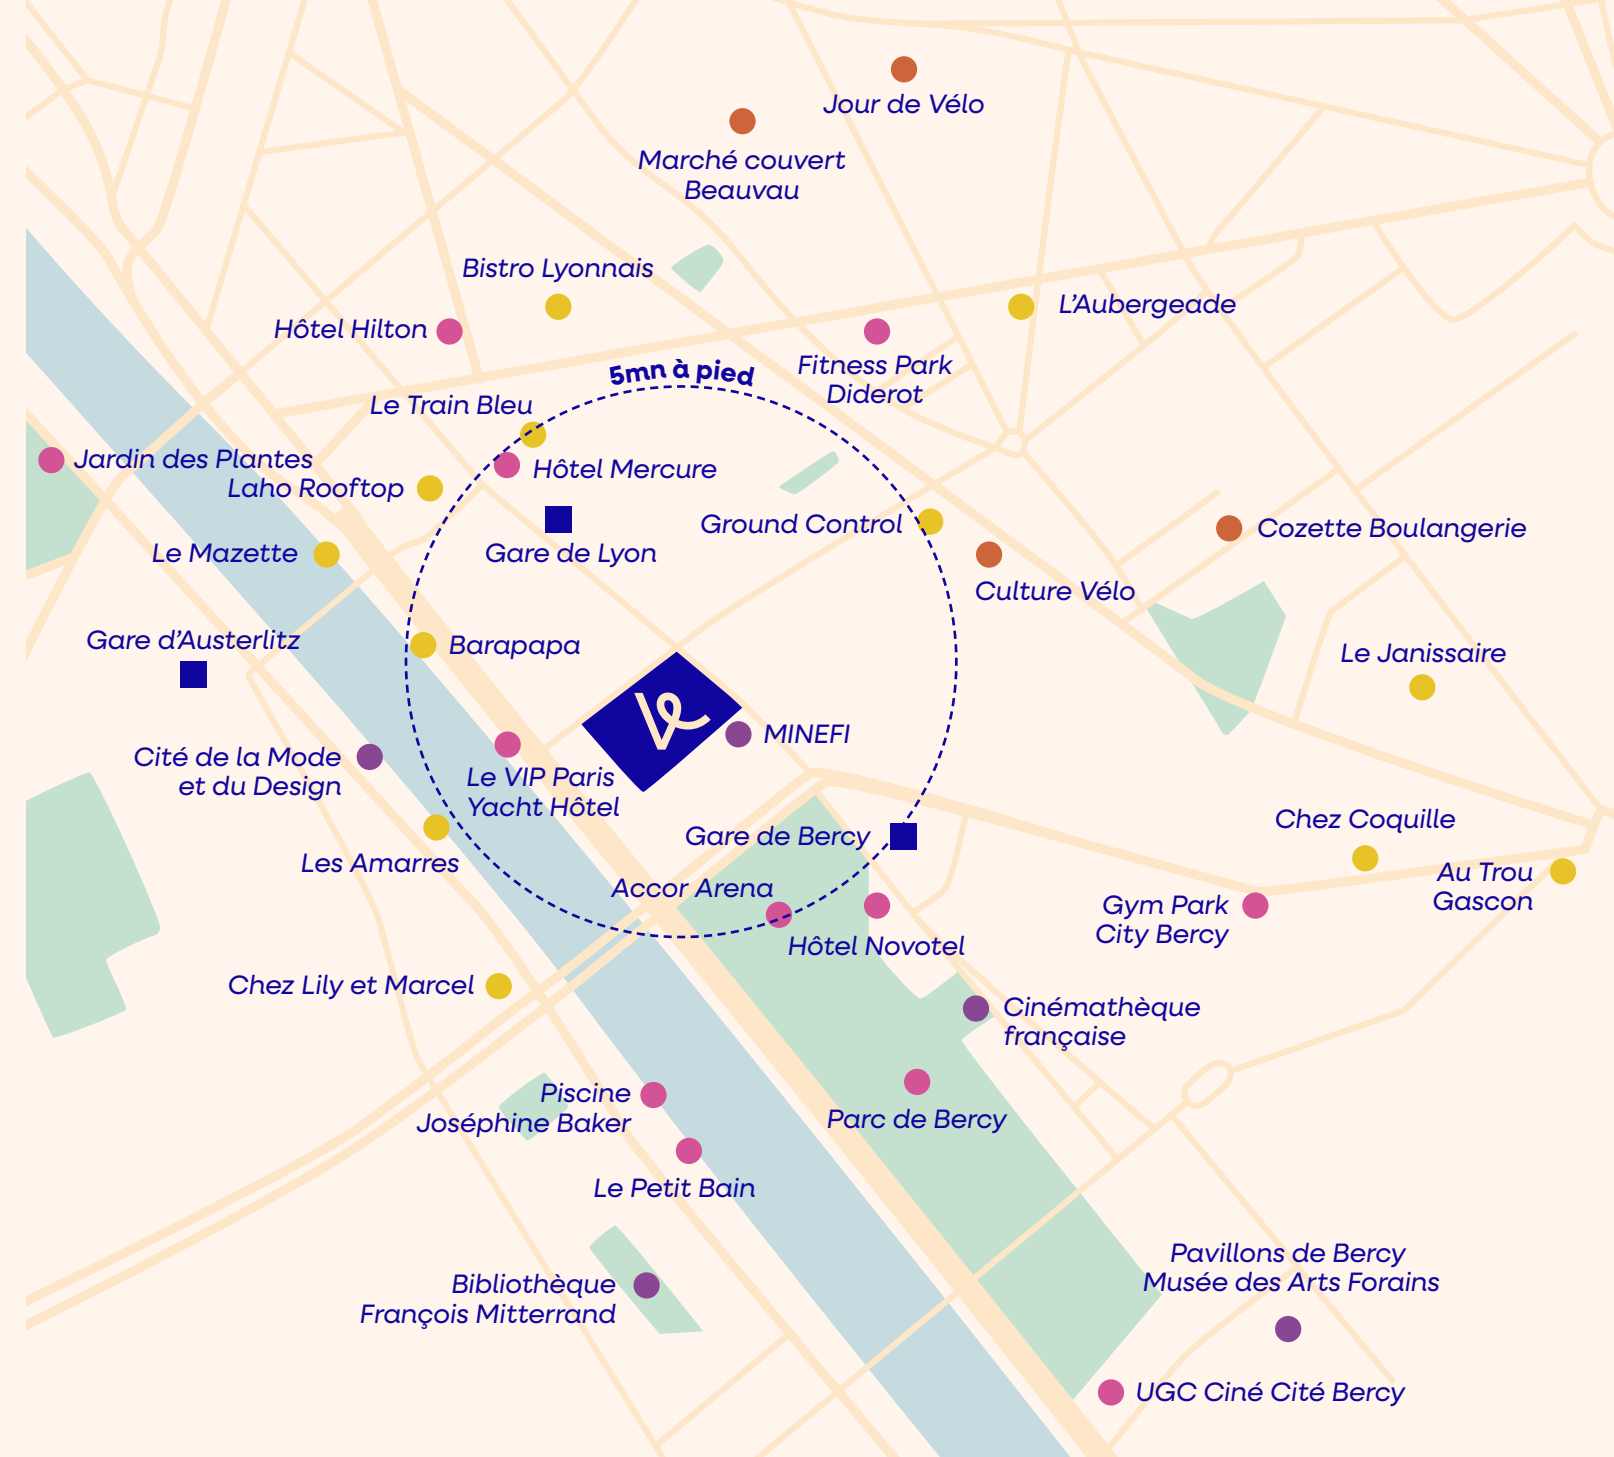 Jour de Vélo
Marché couvert
Beauvau
Bistro Lyonnais
L'Aubergeade
Hôtel Hilton
5mn à pied
Fitness Park
Diderot
Le Train Bleu
Jardin des Plantes
Hôtel Mercure
Laho Rooftop
Ground Control
Cozette Boulangerie
Le Mazette
Gare de Lyon
Culture Vélo
Gare d'Austerlitz
Barapapa
Le Janissaire
MINEFI
Cité de la Mode
et du Design
Le VIP Paris
Yacht Hôtel
Chez Coquille
Gare de Bercy
Les Amarres
Au Trou
Gascon
Accor Arena
Gym Park
City Bercy
Hôtel Novotel
Chez Lily et Marcel
Cinémathèque
française
Piscine
Joséphine Baker
Parc de Bercy
Le Petit Bain
Pavillons de Bercy
Musée des Arts Forains
Bibliothèque
François Mitterrand
UGC Ciné Cité Bercy